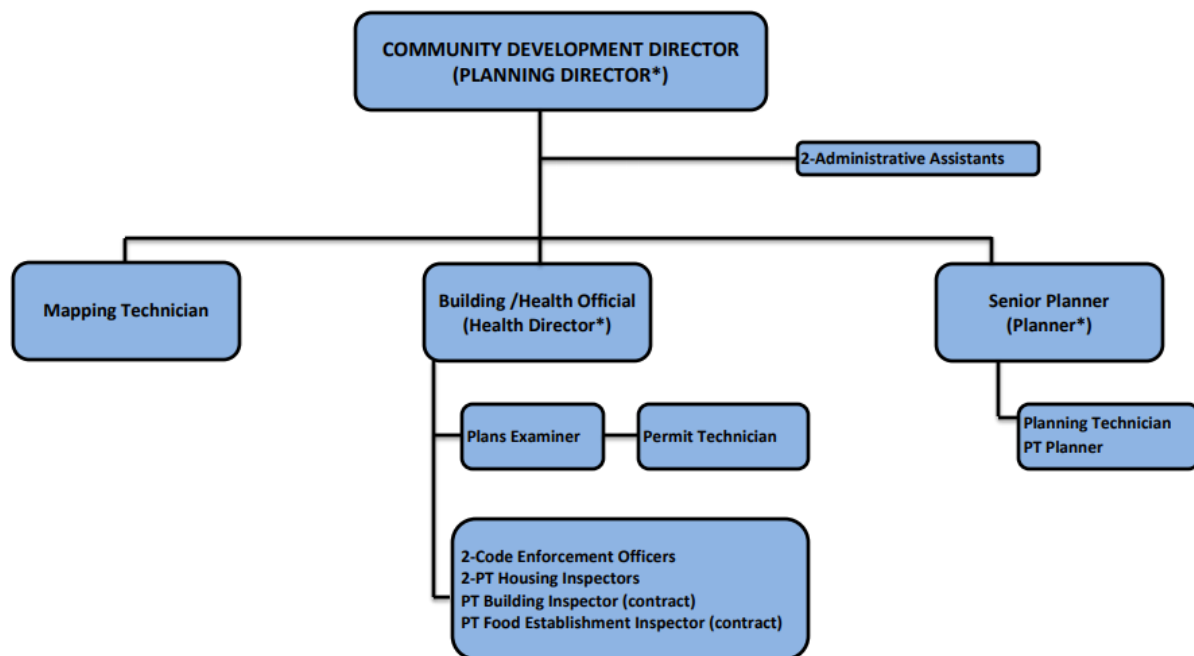 COMMUNITY DEVELOPMENT DIRECTOR
(PLANNING DIRECTOR*)
2-Administrative Assistants
Mapping Technician
Building /Health Official
(Health Director*)
Senior Planner
(Planner*)
Plans Examiner
Permit Technician
Planning Technician
PT Planner
2-Code Enforcement Officers
2-PT Housing Inspectors
PT Building Inspector (contract)
PT Food Establishment Inspector (contract)